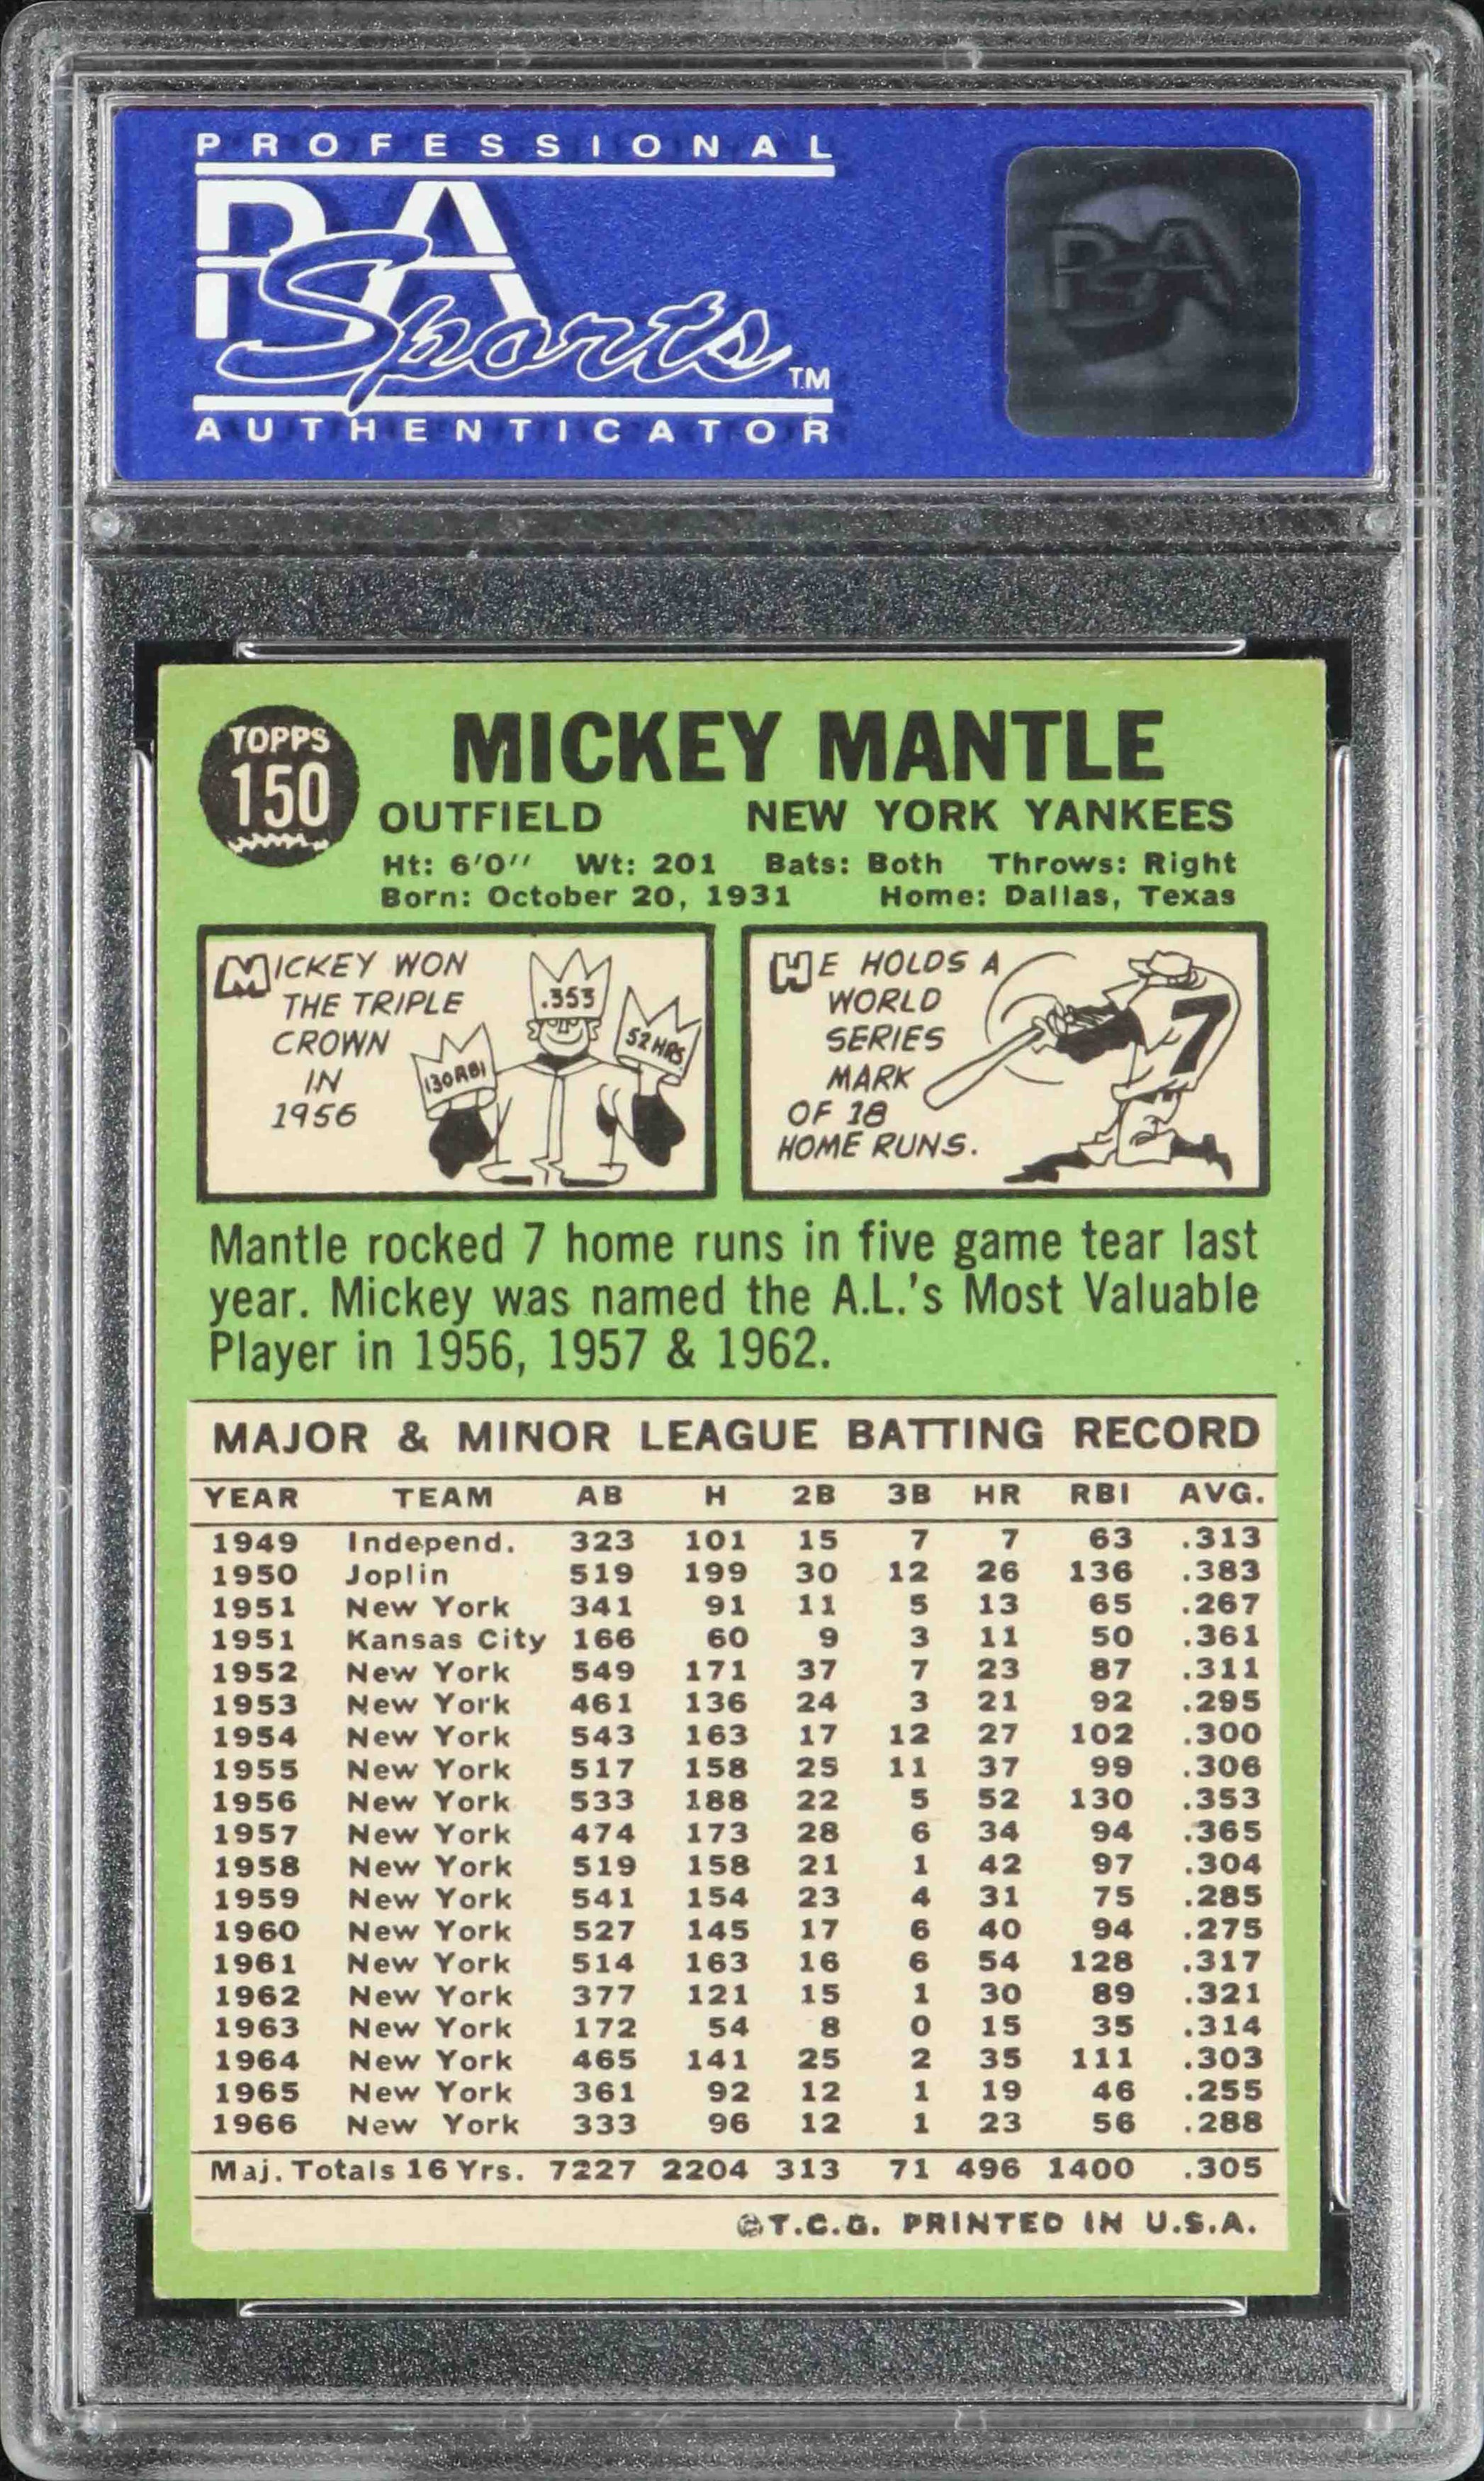 PROFESSIONAL
PSA
Sports TM
AUTHENTICATOR
PSA
TOPPS
150
MICKEY MANTLE
OUTFIELD NEW YORK YANKEES
Ht: 6'0'' Wt: 201 Bats: Both Throws: Right
Born: October 20, 1931 Home: Dallas, Texas
MICKEY WON
THE TRIPLE
CROWN
IN
1956
.353
130 RBI
52 HRS.
HE HOLDS A
WORLD
SERIES
MARK
OF 18
HOME RUNS.
7
Mantle rocked 7 home runs in five game tear last
year. Mickey was named the A.L.'s Most Valuable
Player in 1956, 1957 & 1962.
MAJOR & MINOR LEAGUE BATTING RECORD
YEAR TEAM AB H 2B 3B HR RBI AVG.
1949 Independ. 323 101 15 7 7 63 .313
1950 Joplin 519 199 30 12 26 136 .383
1951 New York 341 91 11 5 13 65 .267
1951 Kansas City 166 60 9 3 11 50 .361
1952 New York 549 171 37 7 23 87 .311
1953 New York 461 136 24 3 21 92 .295
1954 New York 543 163 17 12 27 102 .300
1955 New York 517 158 25 11 37 99 .306
1956 New York 533 188 22 5 52 130 .353
1957 New York 474 173 28 6 34 94 .365
1958 New York 519 158 21 1 42 97 .304
1959 New York 541 154 23 4 31 75 .285
1960 New York 527 145 17 6 40 94 .275
1961 New York 514 163 16 6 54 128 .317
1962 New York 377 121 15 1 30 89 .321
1963 New York 172 54 8 0 15 35 .314
1964 New York 465 141 25 2 35 111 .303
1965 New York 361 92 12 1 19 46 .255
1966 New York 333 96 12 1 23 56 .288
Maj. Totals 16 Yrs. 7227 2204 313 71 496 1400 .305
©T.C.G. PRINTED IN U.S.A.